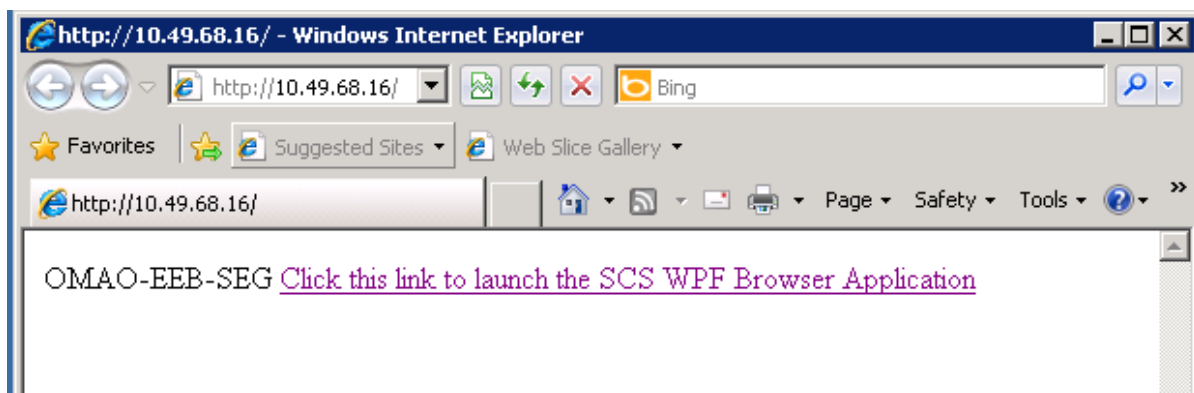 http://10.49.68.16/ - Windows Internet Explorer
http://10.49.68.16/ Bing
Favorites Suggested Sites Web Slice Gallery
http://10.49.68.16/ Page Safety Tools ? »
OMAO-EEB-SEG Click this link to launch the SCS WPF Browser Application